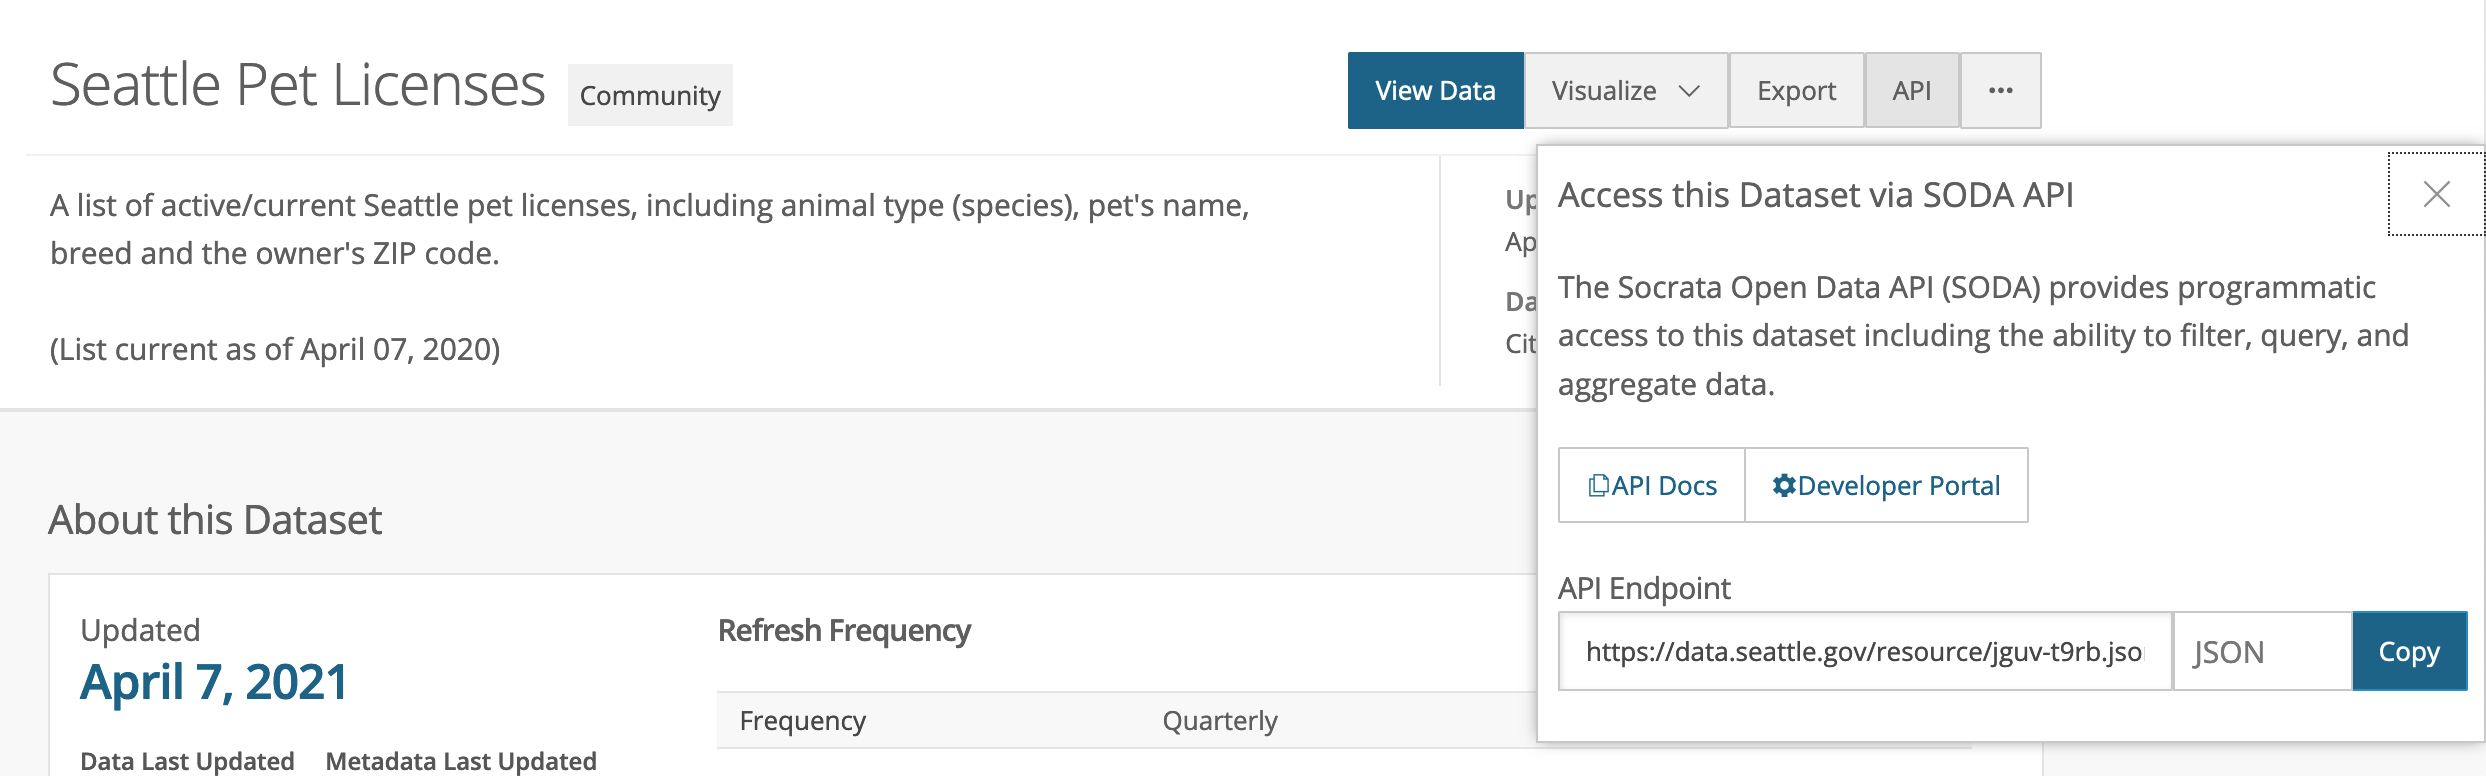 Seattle Pet Licenses
Community
View Data
Visualize
Export
API
•••
A list of active/current Seattle pet licenses, including animal type (species), pet's name,
breed and the owner's ZIP code.
(List current as of April 07, 2020)
Up
Ap
Da
Cit
Access this Dataset via SODA API
The Socrata Open Data API (SODA) provides programmatic
access to this dataset including the ability to filter, query, and
aggregate data.
API Docs
Developer Portal
API Endpoint
https://data.seattle.gov/resource/jguv-t9rb.jso
JSON
Copy
About this Dataset
Updated
April 7, 2021
Data Last Updated
Metadata Last Updated
Refresh Frequency
Frequency
Quarterly